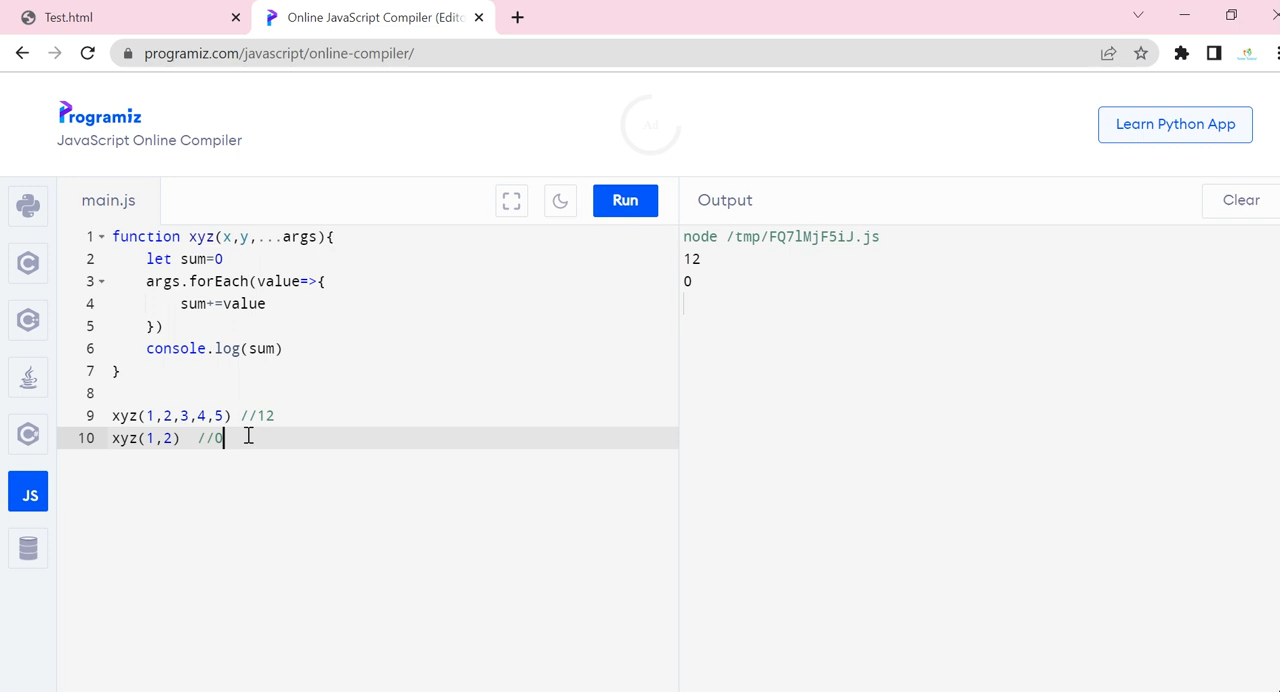 Test.html
Online JavaScript Compiler (Edito
programiz.com/javascript/online-compiler/
Programiz
JavaScript Online Compiler
Ad
Learn Python App
main.js
Run
Output
Clear
1 function xyz(x,y,...args){
2 let sum=0
3 args.forEach(value=>{
4 sum+=value
5 })
6 console.log(sum)
7 }
8
9 xyz(1,2,3,4,5) //12
10 xyz(1,2)  //0
JS
node /tmp/FQ7lMjF5iJ.js
12
0